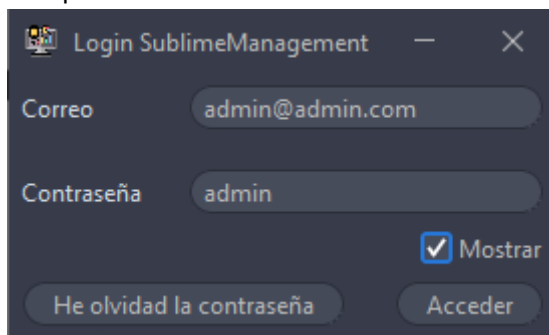 Login SublimeManagement
Correo admin@admin.com
Contraseña admin
Mostrar
He olvidad la contraseña Acceder